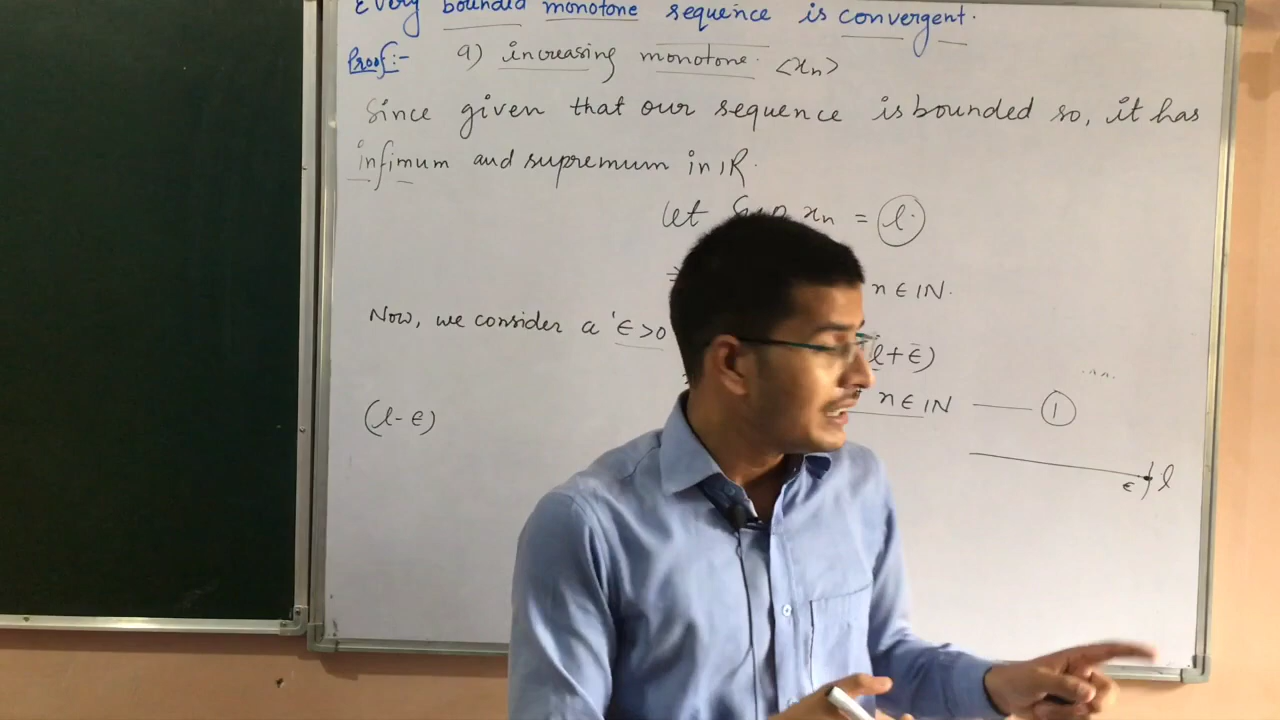 Every bounded monotone sequence is convergent.
Proof:- a) increasing monotone. <xn>
Since given that our sequence is bounded so, it has
infimum and supremum in IR.
let Sup xn = l.
n ∈ IN.
Now, we consider a 'ϵ>0
l+ϵ)
n ∈ IN —— 1
(l-ϵ)
ϵ l